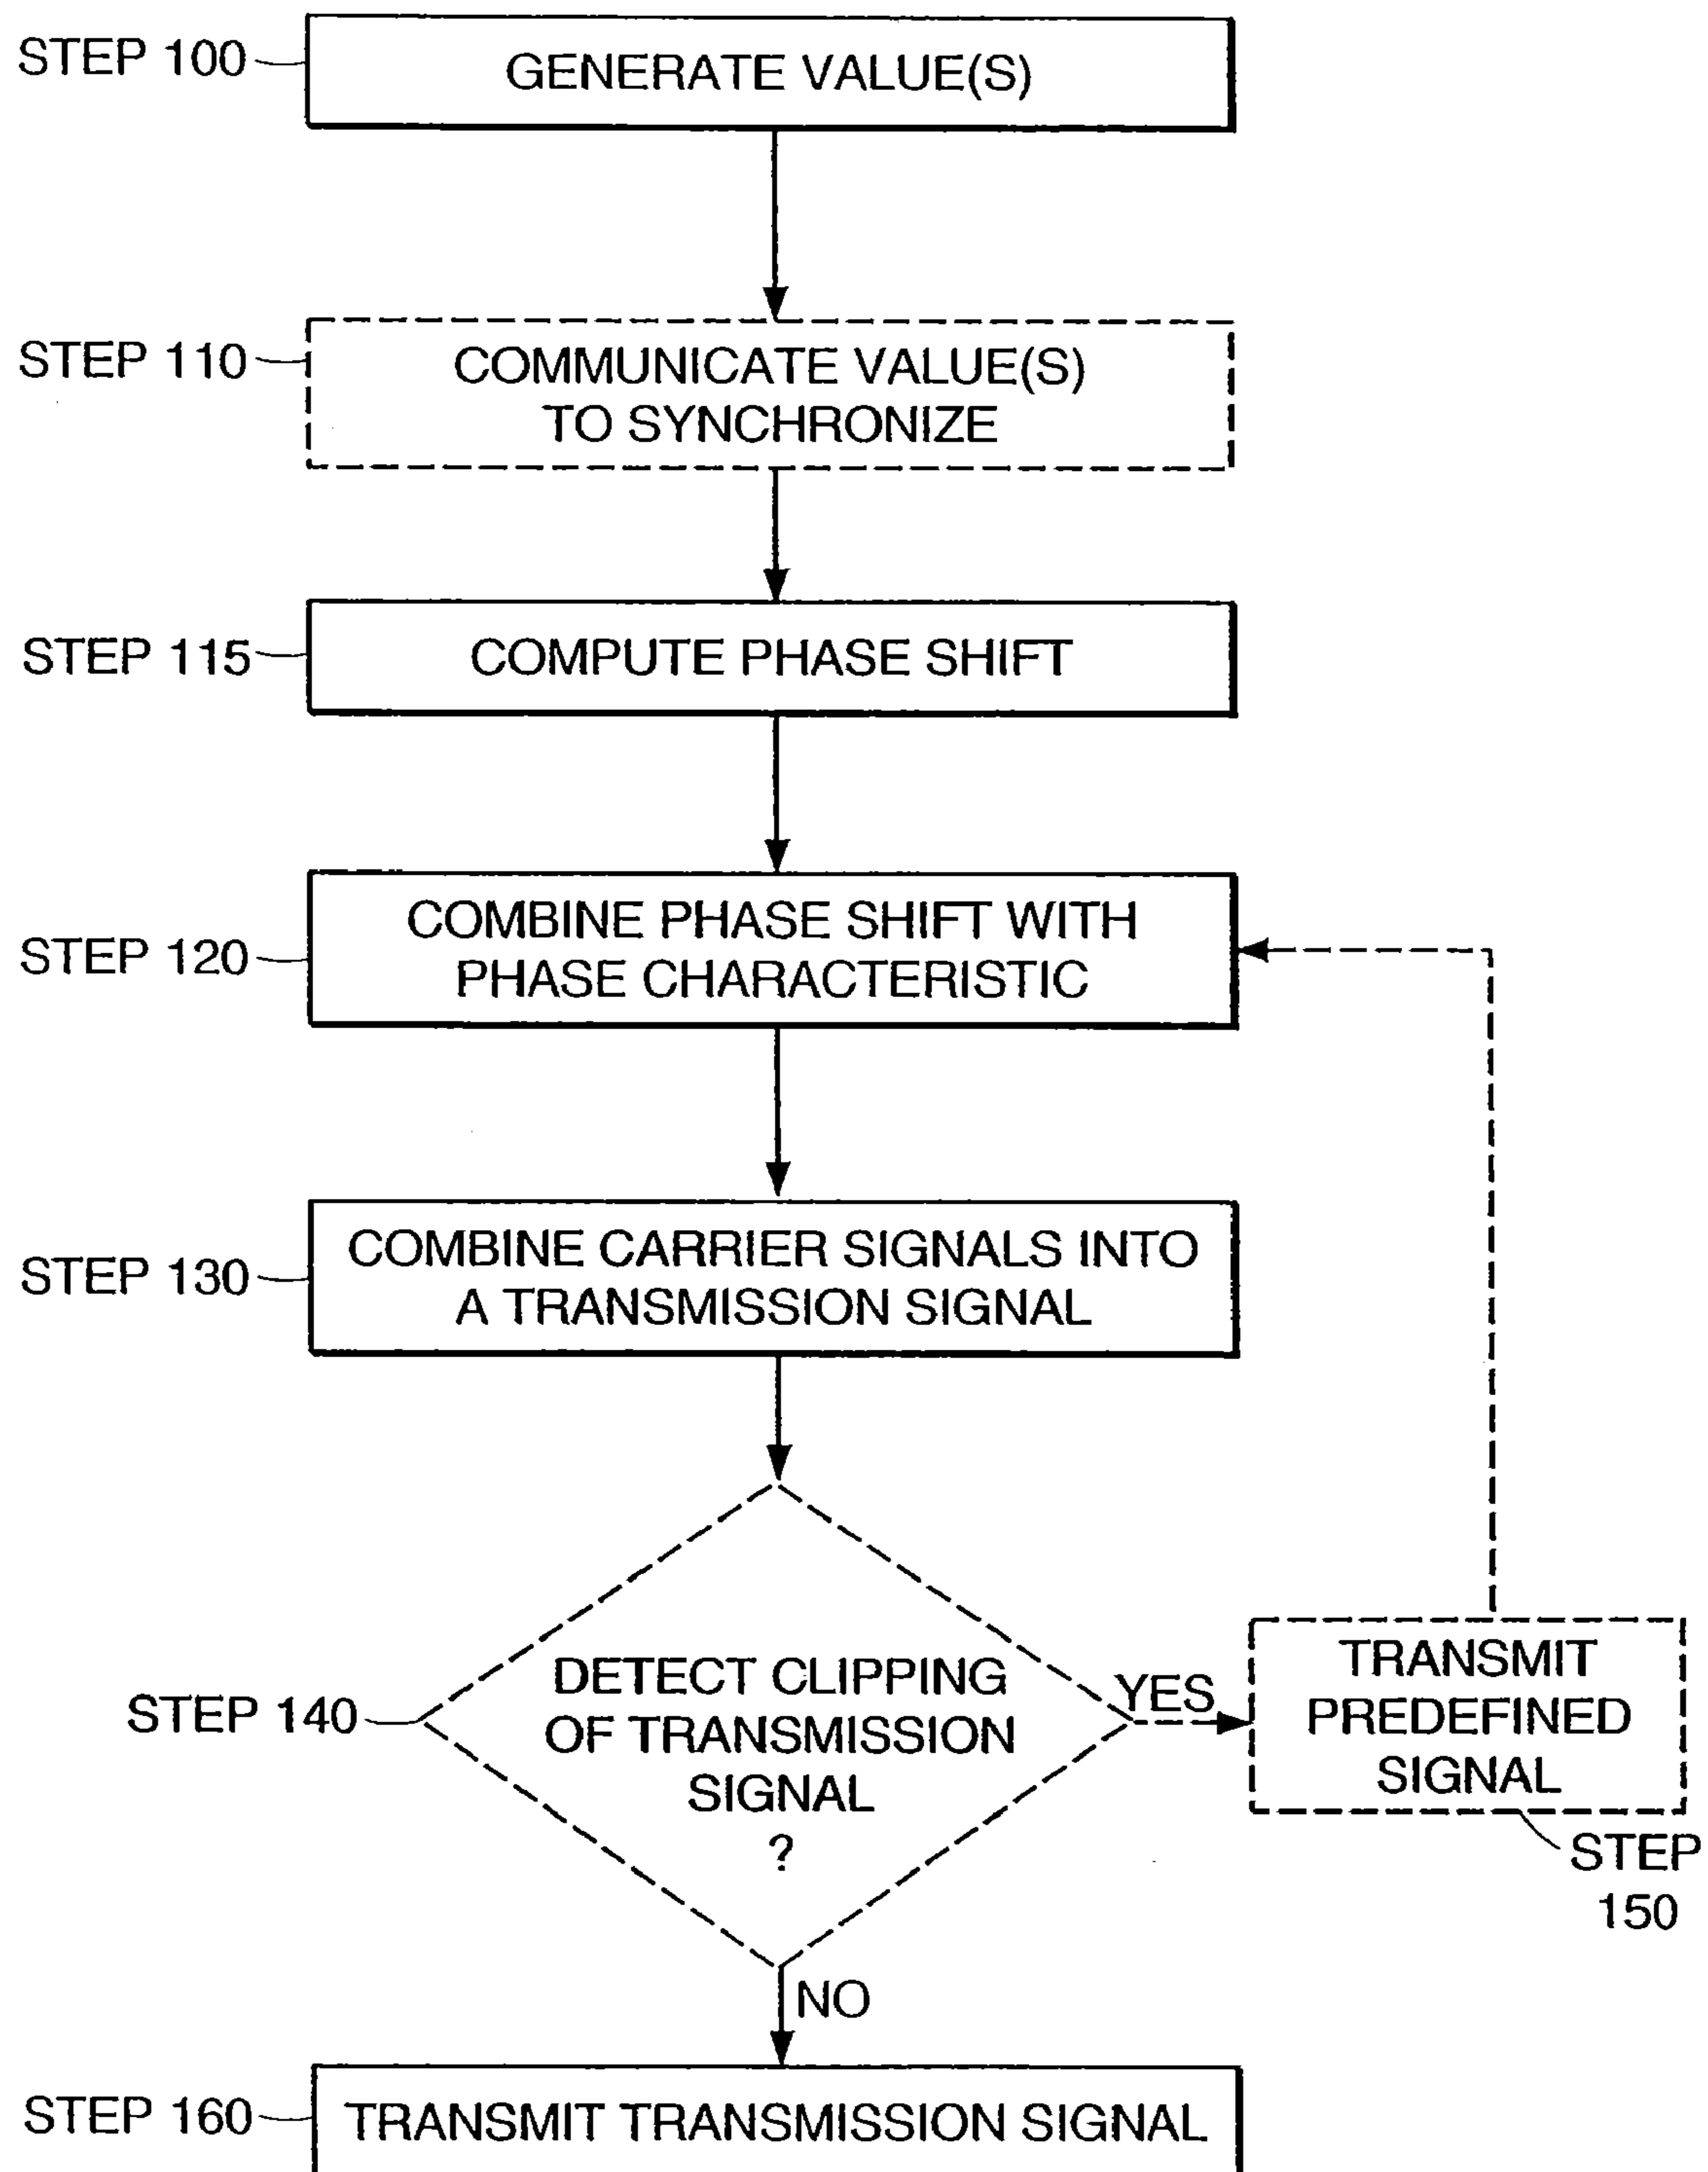 STEP 100
GENERATE VALUE(S)
STEP 110
COMMUNICATE VALUE(S)
TO SYNCHRONIZE
STEP 115
COMPUTE PHASE SHIFT
STEP 120
COMBINE PHASE SHIFT WITH
PHASE CHARACTERISTIC
STEP 130
COMBINE CARRIER SIGNALS INTO
A TRANSMISSION SIGNAL
STEP 140
DETECT CLIPPING
OF TRANSMISSION
SIGNAL
?
YES
TRANSMIT
PREDEFINED
SIGNAL
STEP
150
NO
STEP 160
TRANSMIT TRANSMISSION SIGNAL